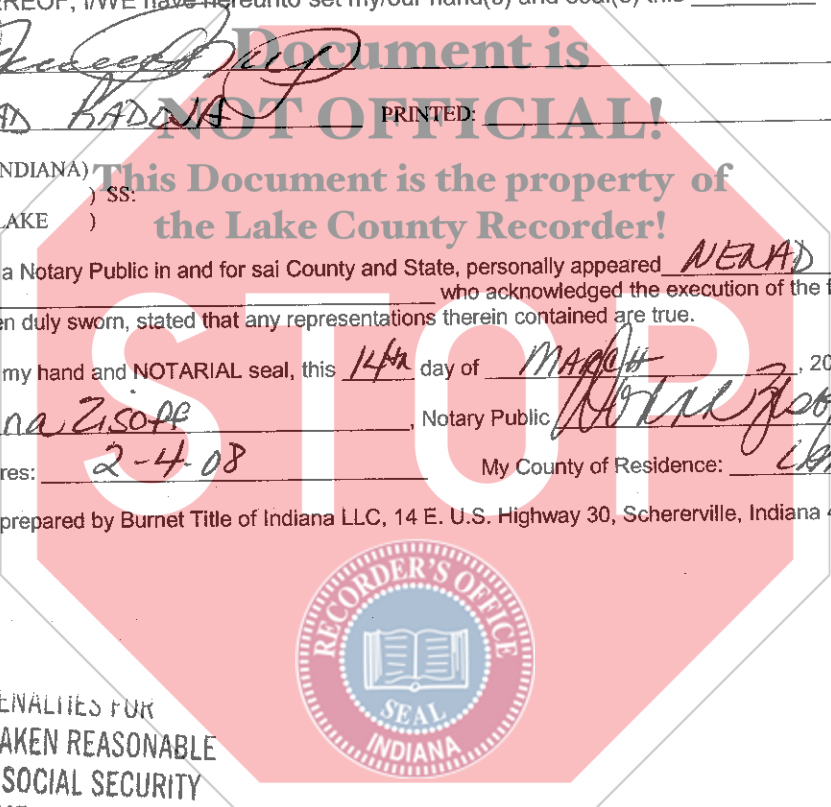 EREOF, I/WE have hereunto set my/our hand(s) and seal(s) this
Document is
NOT OFFICIAL!
This Document is the property of
the Lake County Recorder!
STOP
AD RADOJA PRINTED:
NDIANA)
) SS:
LAKE )
a Notary Public in and for sai County and State, personally appeared NENAD
who acknowledged the execution of the f
en duly sworn, stated that any representations therein contained are true.
my hand and NOTARIAL seal, this 14th day of MARCH, 20
na Zisoff, Notary Public
res: 2-4-08 My County of Residence:
prepared by Burnet Title of Indiana LLC, 14 E. U.S. Highway 30, Schererville, Indiana 4
RECORDER'S OFFICE
SEAL
INDIANA
ENALTIES FOR
AKEN REASONABLE
SOCIAL SECURITY